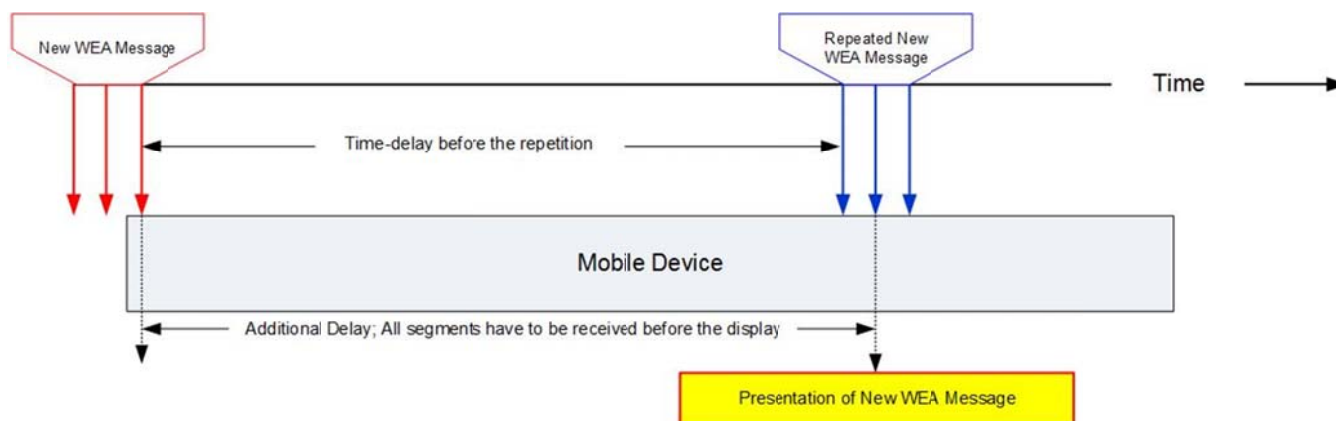 New WEA Message
Repeated New
WEA Message
Time
Time-delay before the repetition
Mobile Device
Additional Delay; All segments have to be received before the display
Presentation of New WEA Message